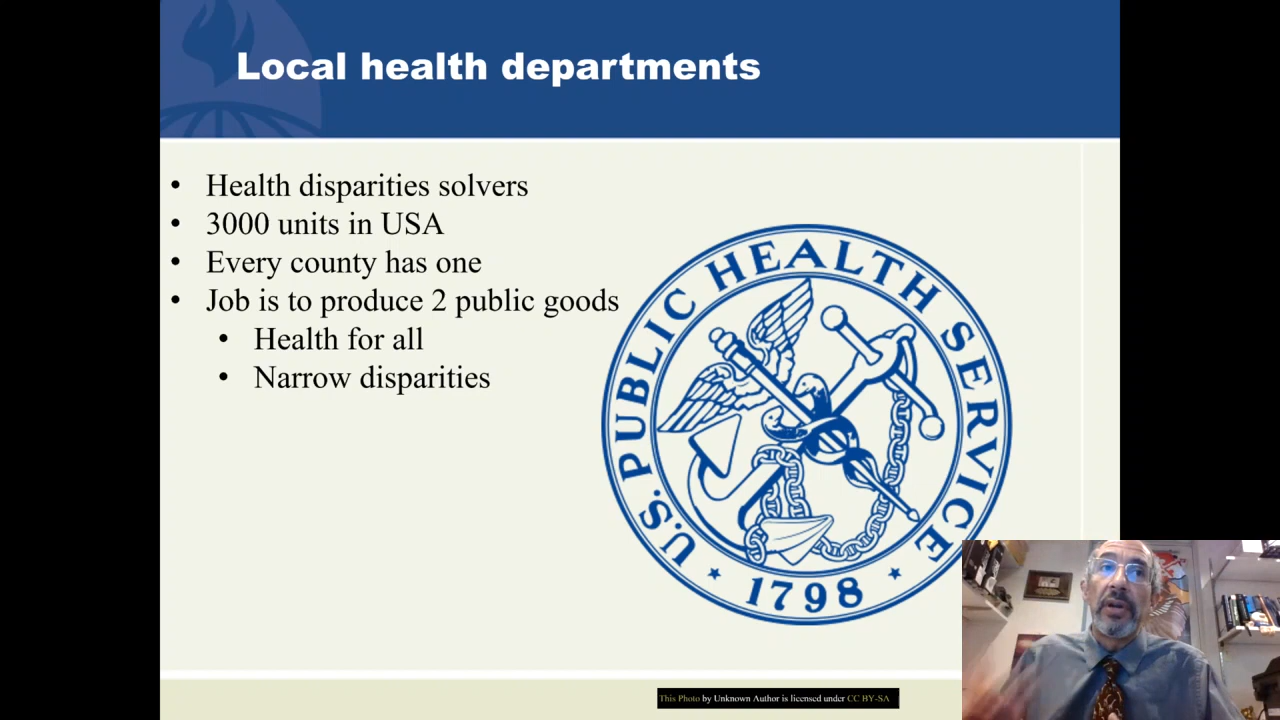 Local health departments
• Health disparities solvers
• 3000 units in USA
• Every county has one
• Job is to produce 2 public goods
• Health for all
• Narrow disparities
U.S. PUBLIC HEALTH SERVICE
1798
This Photo by Unknown Author is licensed under CC BY-SA